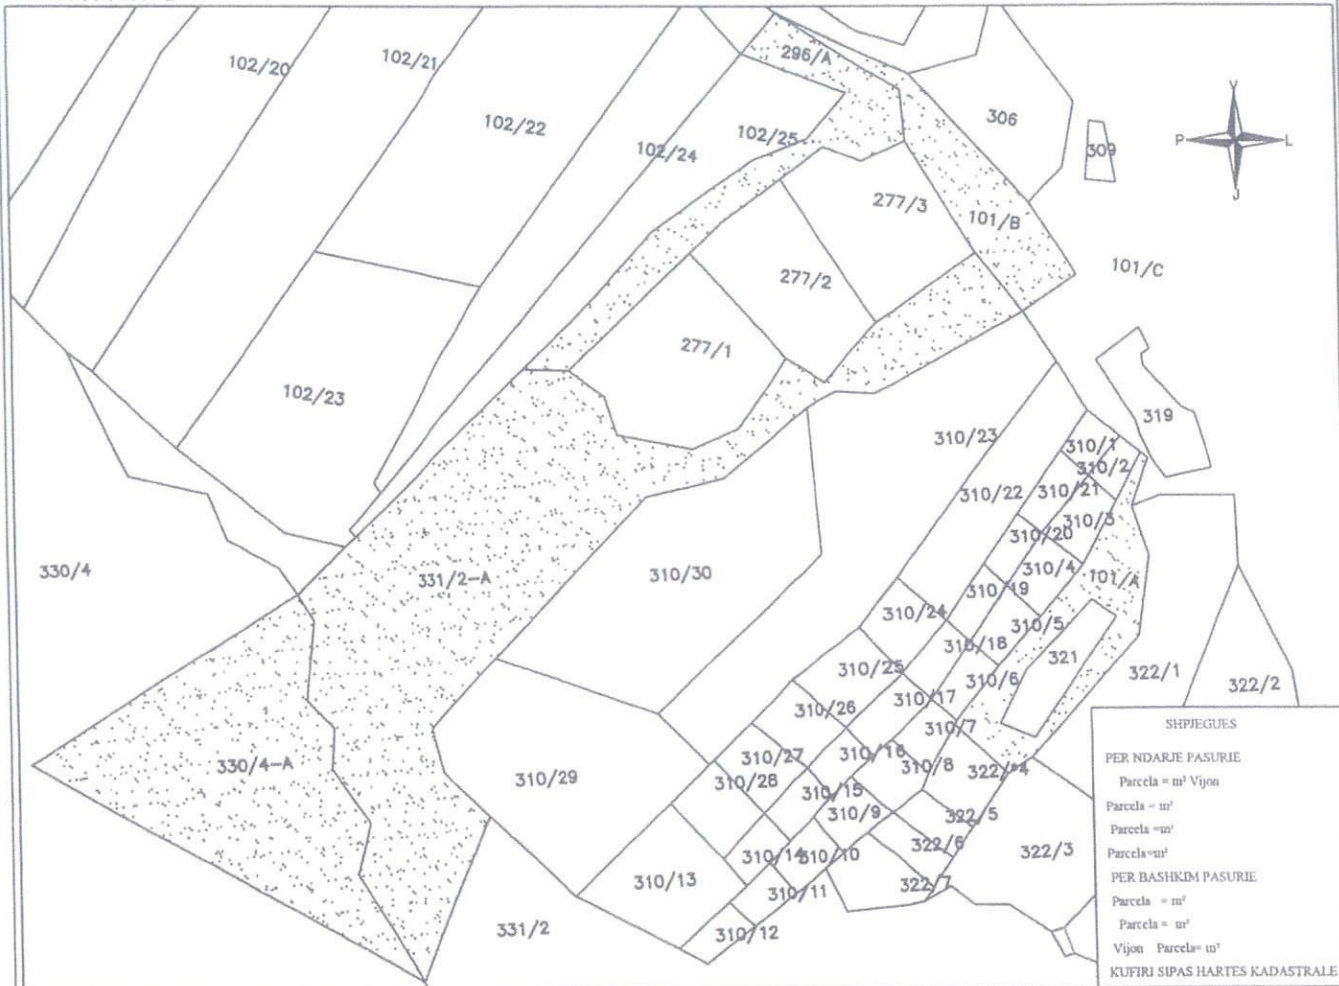 296/A
102/20
102/21
102/22
102/24
102/25
306
309
V
P
L
J
277/3
101/B
101/C
277/2
277/1
102/23
319
310/23
310/1
310/2
310/22
310/21
310/3
310/20
310/4
101/A
330/4
331/2-A
310/30
310/19
310/24
310/5
310/18
321
310/25
310/6
322/1
322/2
310/17
310/26
310/7
330/4-A
310/29
310/27
310/16
310/8
322/4
310/28
310/15
310/9
322/5
322/6
322/3
310/14
310/10
310/13
310/11
322/7
331/2
310/12
SHPJEGUES
PER NDARJE PASURIE
Parcela = m² Vijon
Parcela = m²
Parcela =m²
Parcela=m²
PER BASHKIM PASURIE
Parcela = m²
Parcela = m²
Vijon Parcela= m²
KUFIRI SIPAS HARTES KADASTRALE